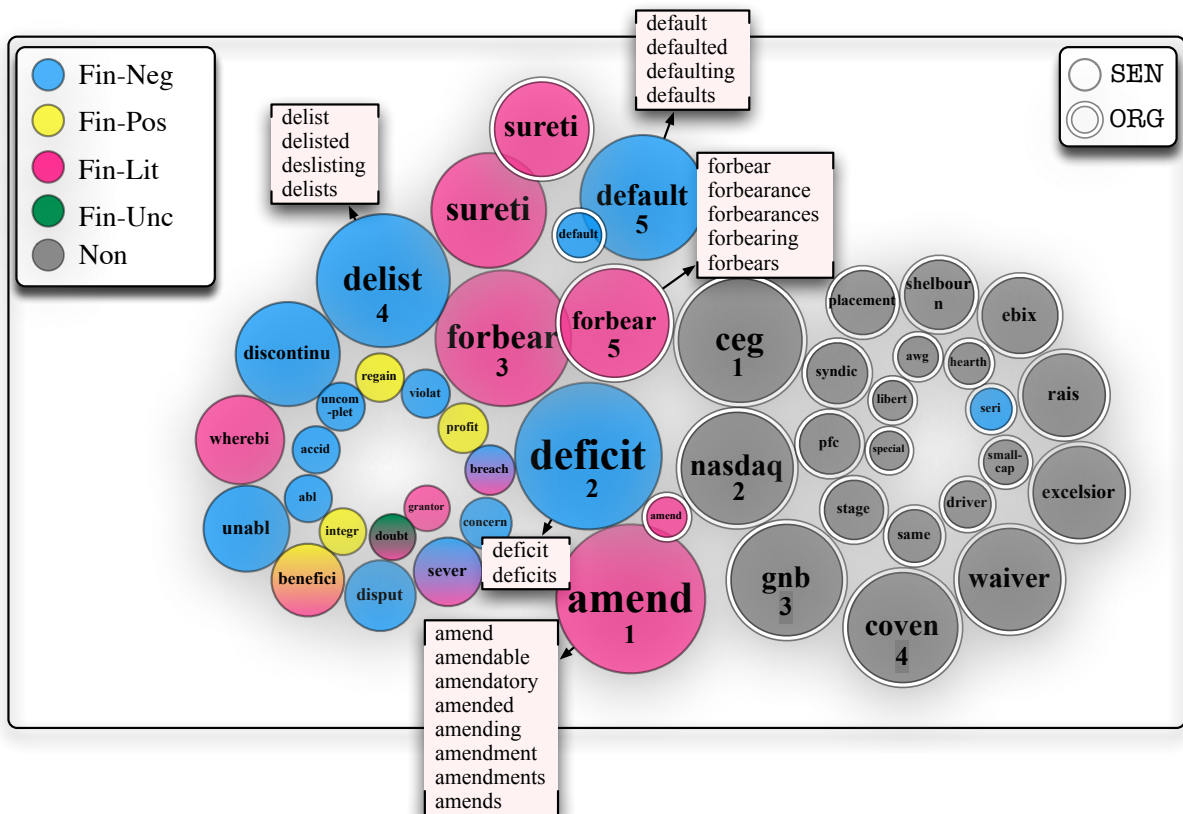 Fin-Neg
Fin-Pos
Fin-Lit
Fin-Unc
Non
SEN
ORG
default
defaulted
defaulting
defaults
delist
delisted
deslisting
delists
forbear
forbearance
forbearances
forbearing
forbears
sureti
sureti
default
5
default
delist
4
forbear
3
forbear
5
ceg
1
placement
shelbour
n
ebix
discontinu
regain
uncom
-plet
violat
profit
syndic
awg
hearth
libert
seri
rais
wherebi
accid
breach
deficit
2
nasdaq
2
pfc
special
small-
cap
excelsior
unabl
abl
integr
grantor
doubt
concern
amend
stage
driver
same
benefici
disput
sever
deficit
deficits
amend
1
gnb
3
coven
4
waiver
amend
amendable
amendatory
amended
amending
amendment
amendments
amends